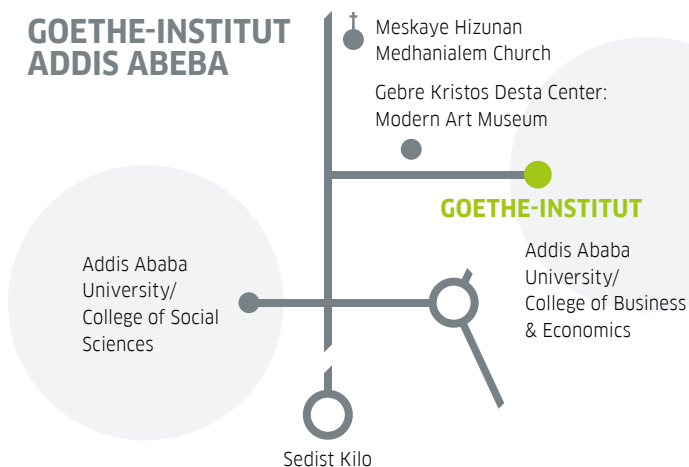 GOETHE-INSTITUT
ADDIS ABEBA
Meskaye Hizunan
Medhanialem Church
Gebre Kristos Desta Center:
Modern Art Museum
GOETHE-INSTITUT
Addis Ababa
University/
College of Business
& Economics
Addis Ababa
University/
College of Social
Sciences
Sedist Kilo